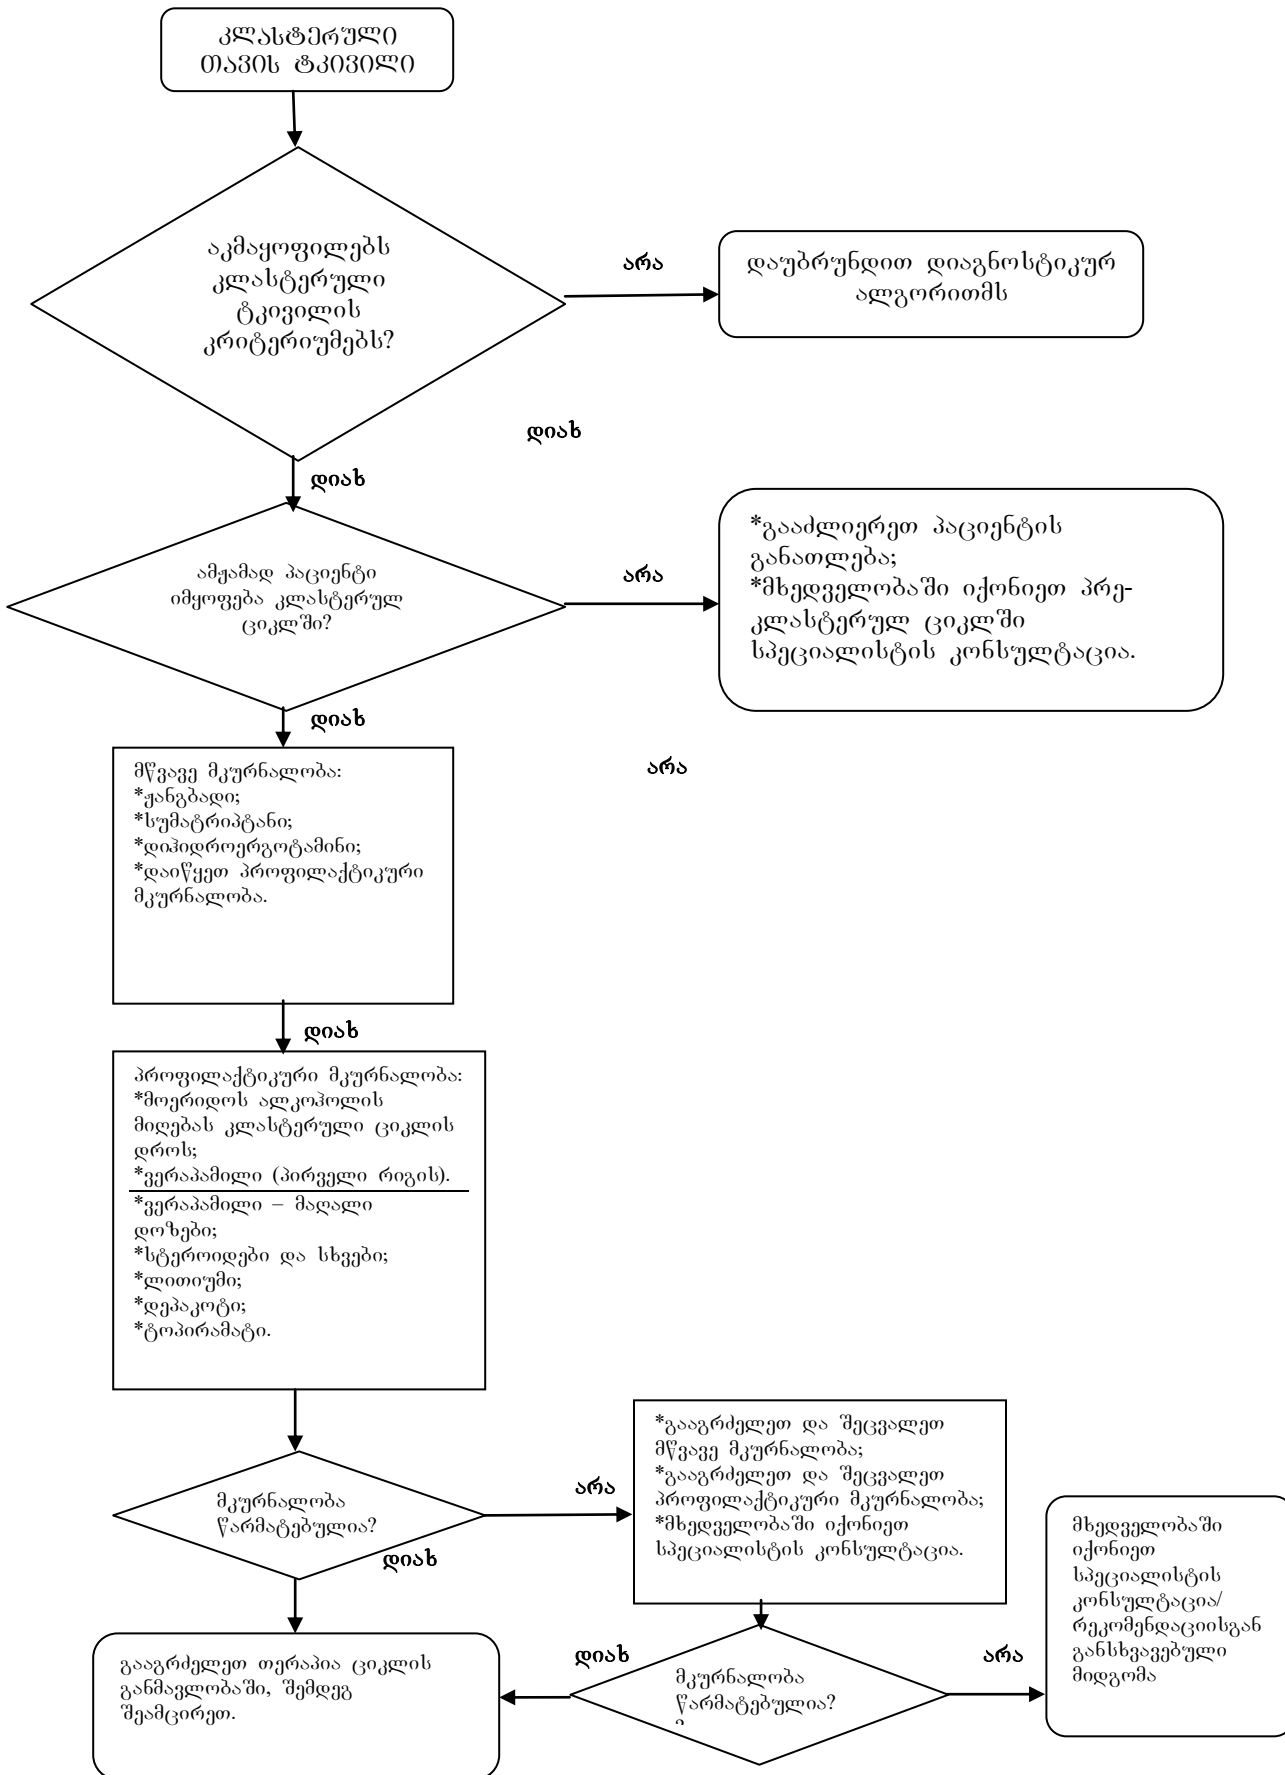 კლასტერული
თავის ტკივილი
აკმაყოფილებს
კლასტერული
ტკივილის
კრიტერიუმებს?
არა
დაუბრუნდით დიაგნოსტიკურ
ალგორითმს
დიახ
დიახ
ამჟამად პაციენტი
იმყოფება კლასტერულ
ციკლში?
არა
*გააძლიერეთ პაციენტის
განათლება;
*მხედველობაში იქონიეთ პრე-
კლასტერულ ციკლში
სპეციალისტის კონსულტაცია.
დიახ
არა
მწვავე მკურნალობა:
*ჟანგბადი;
*სუმატრიპტანი;
*დიჰიდროერგოტამინი;
*დაიწყეთ პროფილაქტიკური
მკურნალობა.
დიახ
პროფილაქტიკური მკურნალობა:
*მოერიდოს ალკოჰოლის
მიღებას კლასტერული ციკლის
დროს;
*ვერაპამილი (პირველი რიგის).
*ვერაპამილი – მაღალი
დოზები;
*სტეროიდები და სხვები;
*ლითიუმი;
*დეპაკოტი;
*ტოპირამატი.
მკურნალობა
წარმატებულია?
არა
დიახ
*გააგრძელეთ და შეცვალეთ
მწვავე მკურნალობა;
*გააგრძელეთ და შეცვალეთ
პროფილაქტიკური მკურნალობა;
*მხედველობაში იქონიეთ
სპეციალისტის კონსულტაცია.
გააგრძელეთ თერაპია ციკლის
განმავლობაში, შემდეგ
შეამცირეთ.
დიახ
მკურნალობა
წარმატებულია?
არა
მხედველობაში
იქონიეთ
სპეციალისტის
კონსულტაცია/
რეკომენდაციისგან
განსხვავებული
მიდგომა